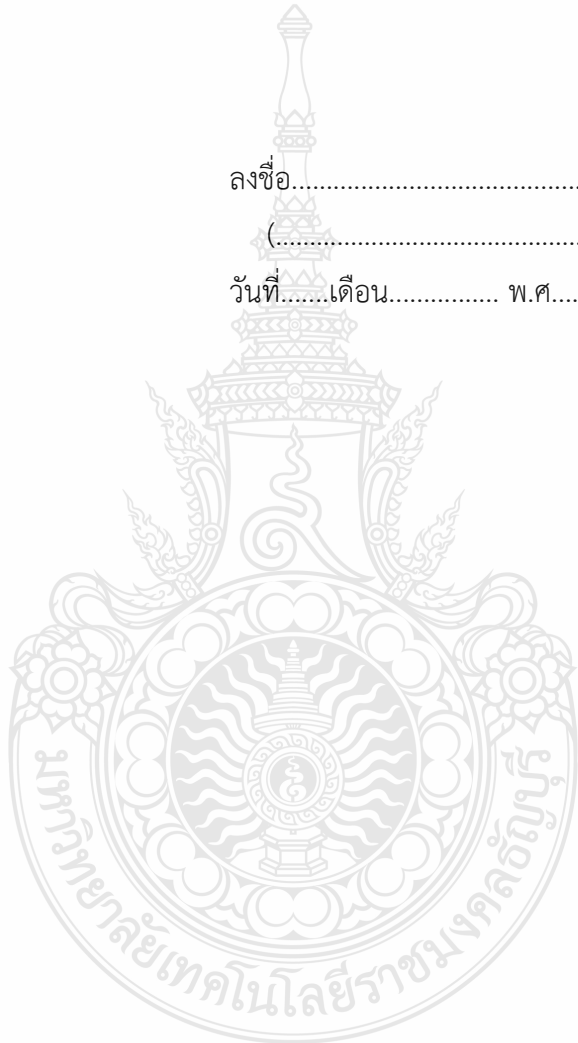 ลงชื่อ..........................................
(..........................................
วันที่.......เดือน................ พ.ศ....
มหาวิทยาลัยเทคโนโลยีราชมงคลธัญบุรี